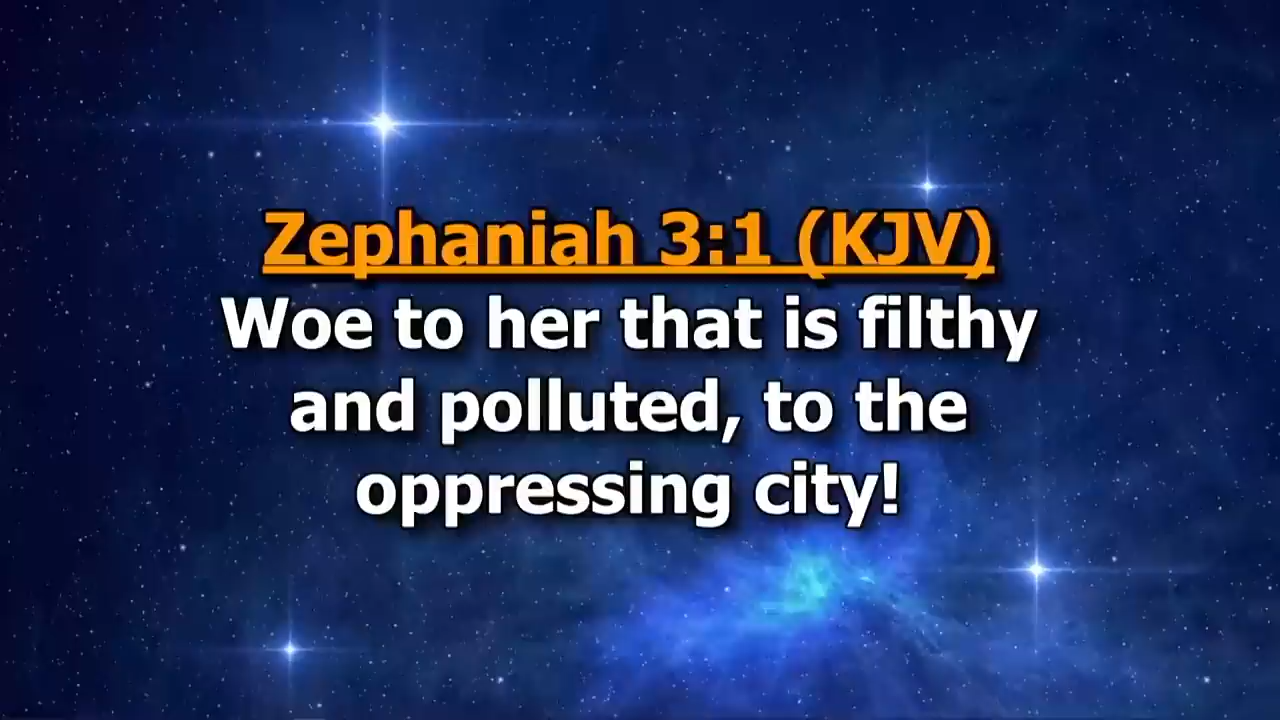 Zephaniah 3:1 (KJV)
Woe to her that is filthy
and polluted, to the
oppressing city!